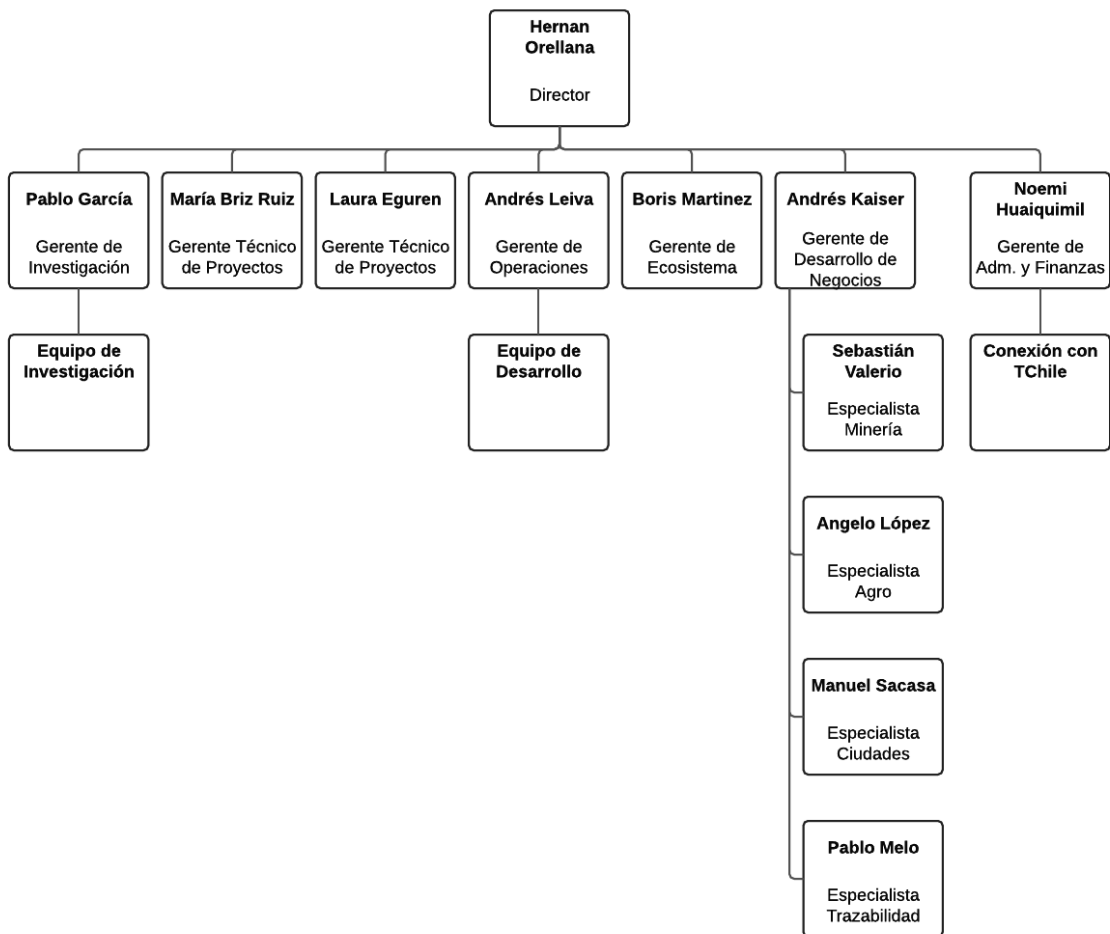 Hernan
Orellana
Director
Pablo García
Gerente de
Investigación
María Briz Ruiz
Gerente Técnico
de Proyectos
Laura Eguren
Gerente Técnico
de Proyectos
Andrés Leiva
Gerente de
Operaciones
Boris Martinez
Gerente de
Ecosistema
Andrés Kaiser
Gerente de
Desarrollo de
Negocios
Noemi
Huaiquimil
Gerente de
Adm. y Finanzas
Equipo de
Investigación
Equipo de
Desarrollo
Sebastián
Valerio
Especialista
Minería
Conexión con
TChile
Angelo López
Especialista
Agro
Manuel Sacasa
Especialista
Ciudades
Pablo Melo
Especialista
Trazabilidad